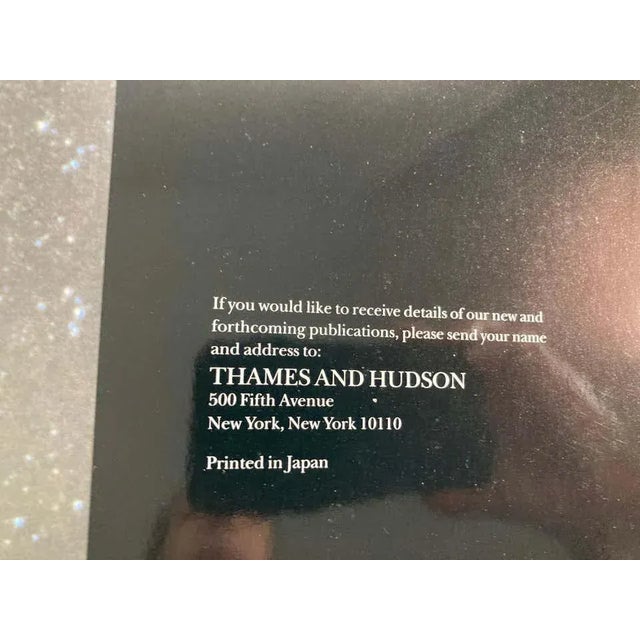 If you would like to receive details of our new and
forthcoming publications, please send your name
and address to:
THAMES AND HUDSON
500 Fifth Avenue
New York, New York 10110
Printed in Japan